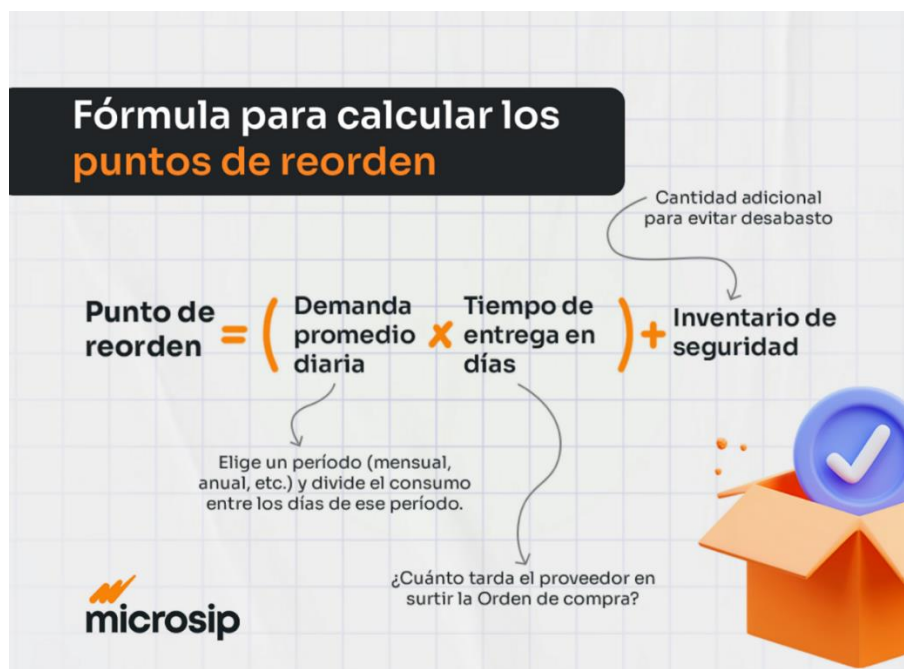 Fórmula para calcular los
puntos de reorden
Cantidad adicional
para evitar desabasto
Punto de
reorden
=
(
Demanda
promedio
diaria
x
Tiempo de
entrega en
días
)
+
Inventario de
seguridad
Elige un período (mensual,
anual, etc.) y divide el consumo
entre los días de ese período.
¿Cuánto tarda el proveedor en
surtir la Orden de compra?
microsip